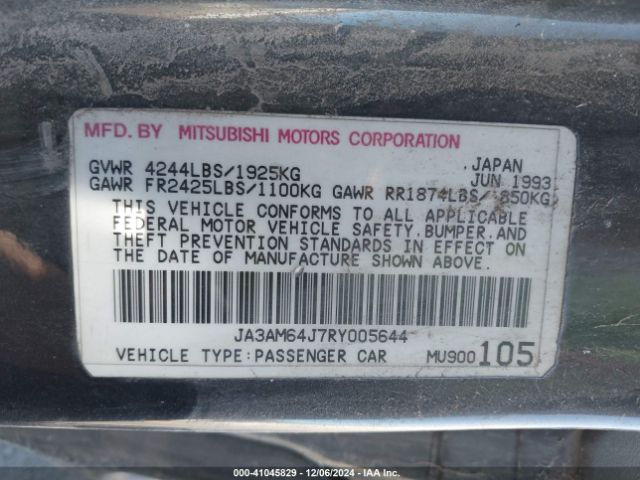 MFD. BY MITSUBISHI MOTORS CORPORATION
GVWR 4244LBS/1925KG JAPAN
JUN 1993
GAWR FR2425LBS/1100KG GAWR RR1874LBS/ 850KG
THIS VEHICLE CONFORMS TO ALL APPLICABLE
FEDERAL MOTOR VEHICLE SAFETY.BUMPER.AND
THEFT PREVENTION STANDARDS IN EFFECT ON
THE DATE OF MANUFACTURE SHOWN ABOVE.
JA3AM64J7RY005644
VEHICLE TYPE:PASSENGER CAR MU900 105
000-41045829 - 12/06/2024 - IAA Inc.